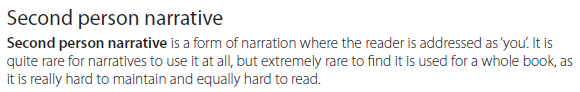 Second person narrative
Second person narrative is a form of narration where the reader is addressed as ‘you’. It is
quite rare for narratives to use it at all, but extremely rare to find it is used for a whole book, as
it is really hard to maintain and equally hard to read.